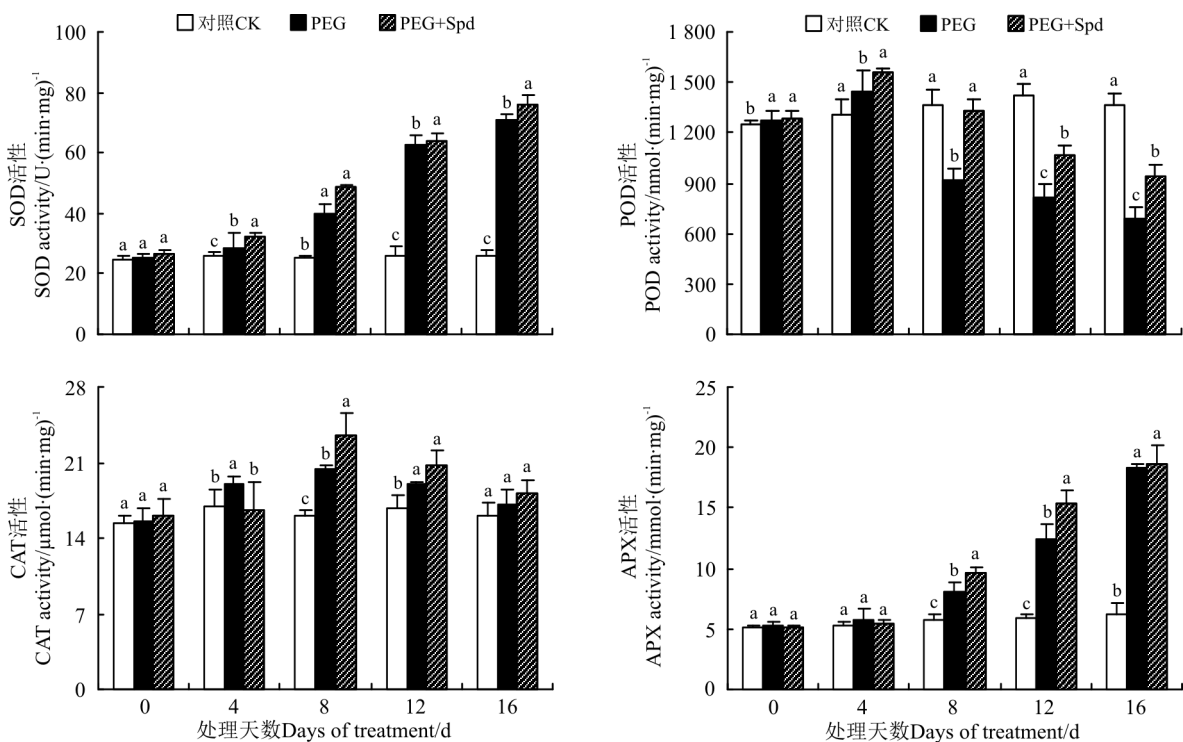 对照CK PEG PEG+Spd
SOD活性
SOD activity/U·(min·mg)⁻¹
100
80
60
40
20
0
a a a
c b a
b a a
c b a
c b a
对照CK PEG PEG+Spd
POD活性
POD activity/nmol·(min·mg)⁻¹
1 800
1 500
1 200
900
600
300
0
b a a
a b a
a b a
a c b
a c b
CAT活性
CAT activity/μmol·(min·mg)⁻¹
28
21
14
7
0
a a a
b a b
c b a
b a a
a a a
0 4 8 12 16
处理天数Days of treatment/d
APX活性
APX activity/mmol·(min·mg)⁻¹
25
20
15
10
5
0
a a a
a a a
c b a
c b a
b a a
0 4 8 12 16
处理天数Days of treatment/d